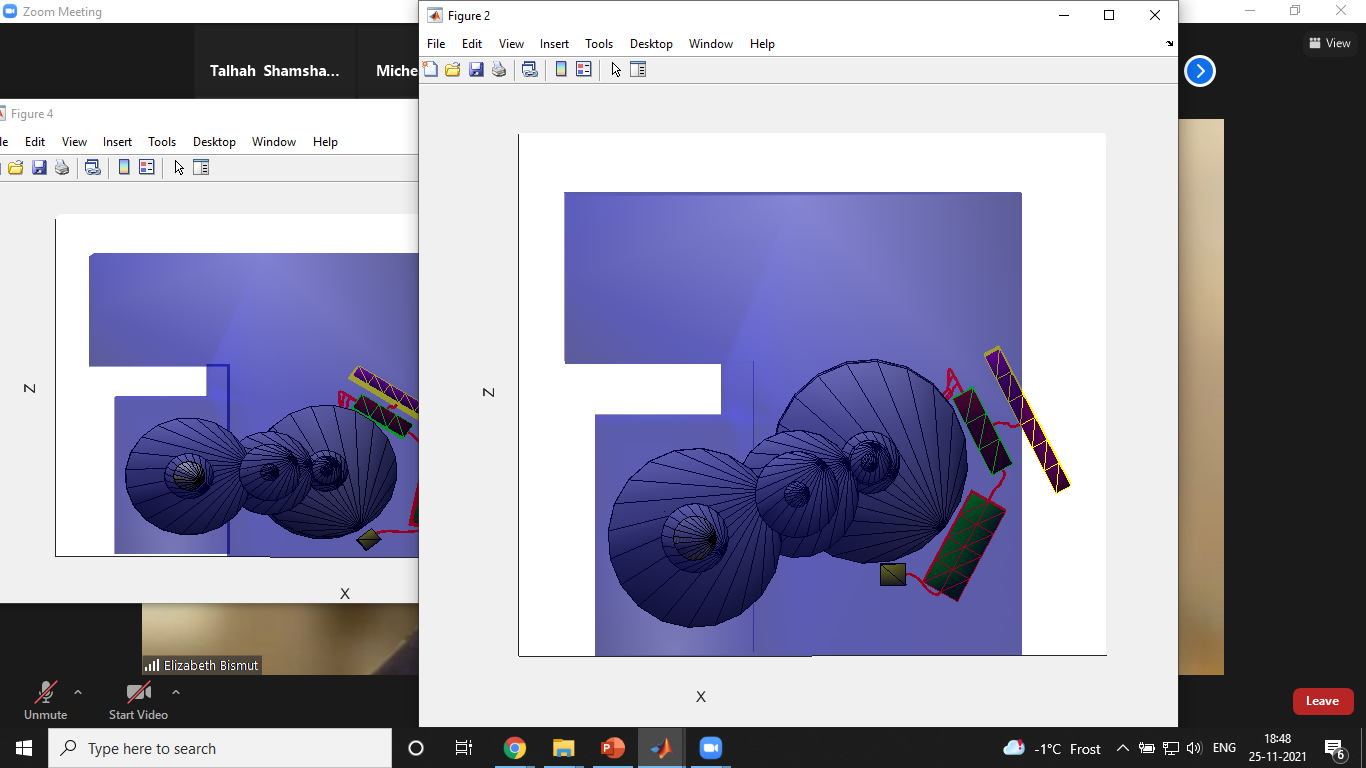 Zoom Meeting
Talhah Shamsha...
Miche
View
Figure 4
le Edit View Insert Tools Desktop Window Help
Z
X
Figure 2
File Edit View Insert Tools Desktop Window Help
Z
X
Elizabeth Bismut
Unmute
Start Video
Leave
Type here to search
-1°C Frost
ENG
18:48
25-11-2021
6